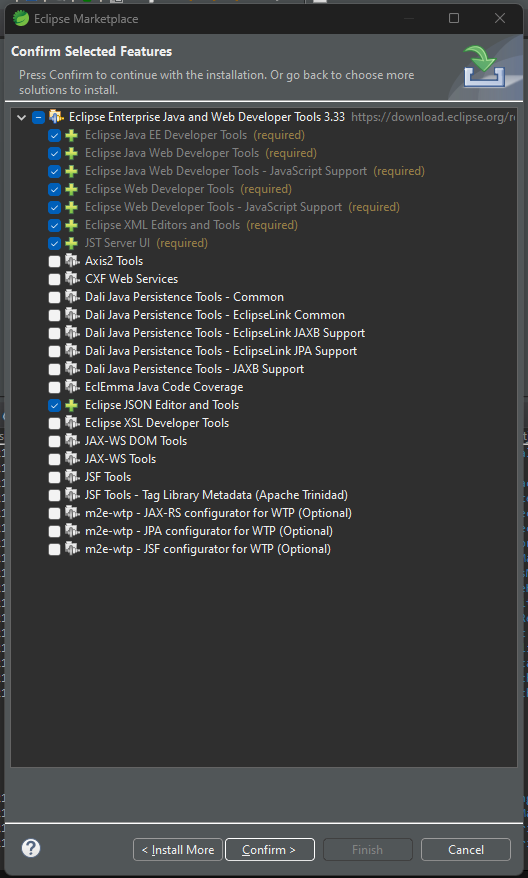 Eclipse Marketplace
Confirm Selected Features
Press Confirm to continue with the installation. Or go back to choose more
solutions to install.
Eclipse Enterprise Java and Web Developer Tools 3.33 https://download.eclipse.org/re
Eclipse Java EE Developer Tools (required)
Eclipse Java Web Developer Tools (required)
Eclipse Java Web Developer Tools - JavaScript Support (required)
Eclipse Web Developer Tools (required)
Eclipse Web Developer Tools - JavaScript Support (required)
Eclipse XML Editors and Tools (required)
JST Server UI (required)
Axis2 Tools
CXF Web Services
Dali Java Persistence Tools - Common
Dali Java Persistence Tools - EclipseLink Common
Dali Java Persistence Tools - EclipseLink JAXB Support
Dali Java Persistence Tools - EclipseLink JPA Support
Dali Java Persistence Tools - JAXB Support
EclEmma Java Code Coverage
Eclipse JSON Editor and Tools
Eclipse XSL Developer Tools
JAX-WS DOM Tools
JAX-WS Tools
JSF Tools
JSF Tools - Tag Library Metadata (Apache Trinidad)
m2e-wtp - JAX-RS configurator for WTP (Optional)
m2e-wtp - JPA configurator for WTP (Optional)
m2e-wtp - JSF configurator for WTP (Optional)
< Install More
Confirm >
Finish
Cancel